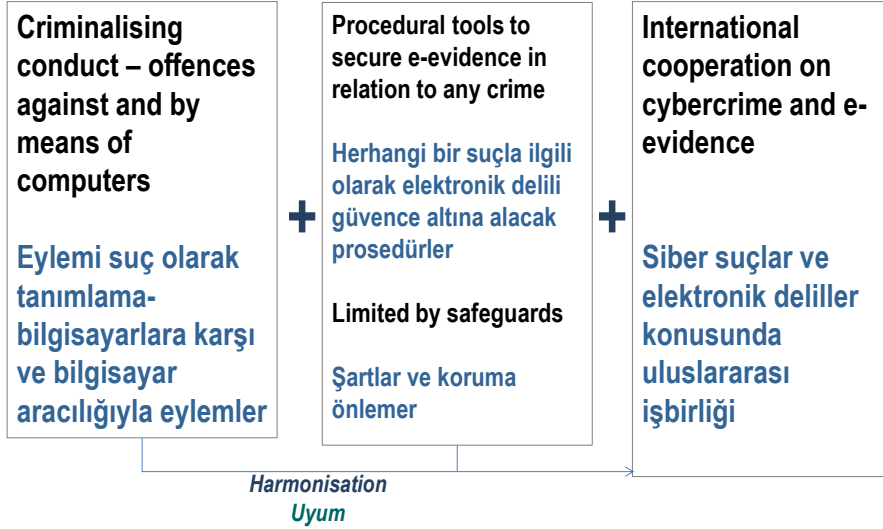 Criminalising
conduct – offences
against and by
means of
computers
Eylemi suç olarak
tanımlama-
bilgisayarlara karşı
ve bilgisayar
aracılığıyla eylemler
+
Procedural tools to
secure e-evidence in
relation to any crime
Herhangi bir suçla ilgili
olarak elektronik delili
güvence altına alacak
prosedürler
Limited by safeguards
Şartlar ve koruma
önlemer
+
International
cooperation on
cybercrime and e-
evidence
Siber suçlar ve
elektronik deliller
konusunda
uluslararası
işbirliği
Harmonisation
Uyum